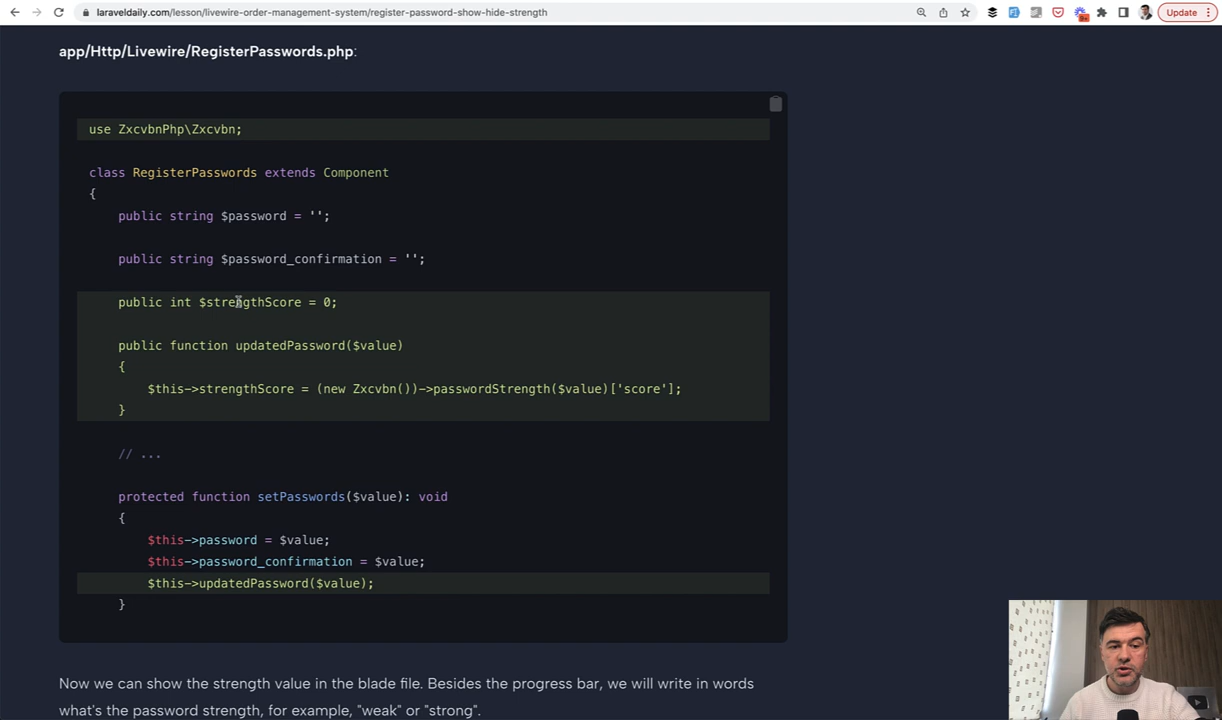 laraveldaily.com/lesson/livewire-order-management-system/register-password-show-hide-strength
Update
app/Http/Livewire/RegisterPasswords.php:
use ZxcvbnPhp\Zxcvbn;
class RegisterPasswords extends Component
{
public string $password = '';
public string $password_confirmation = '';
public int $strengthScore = 0;
public function updatedPassword($value)
{
$this->strengthScore = (new Zxcvbn())->passwordStrength($value)['score'];
}
// ...
protected function setPasswords($value): void
{
$this->password = $value;
$this->password_confirmation = $value;
$this->updatedPassword($value);
}
Now we can show the strength value in the blade file. Besides the progress bar, we will write in words
what's the password strength, for example, "weak" or "strong".